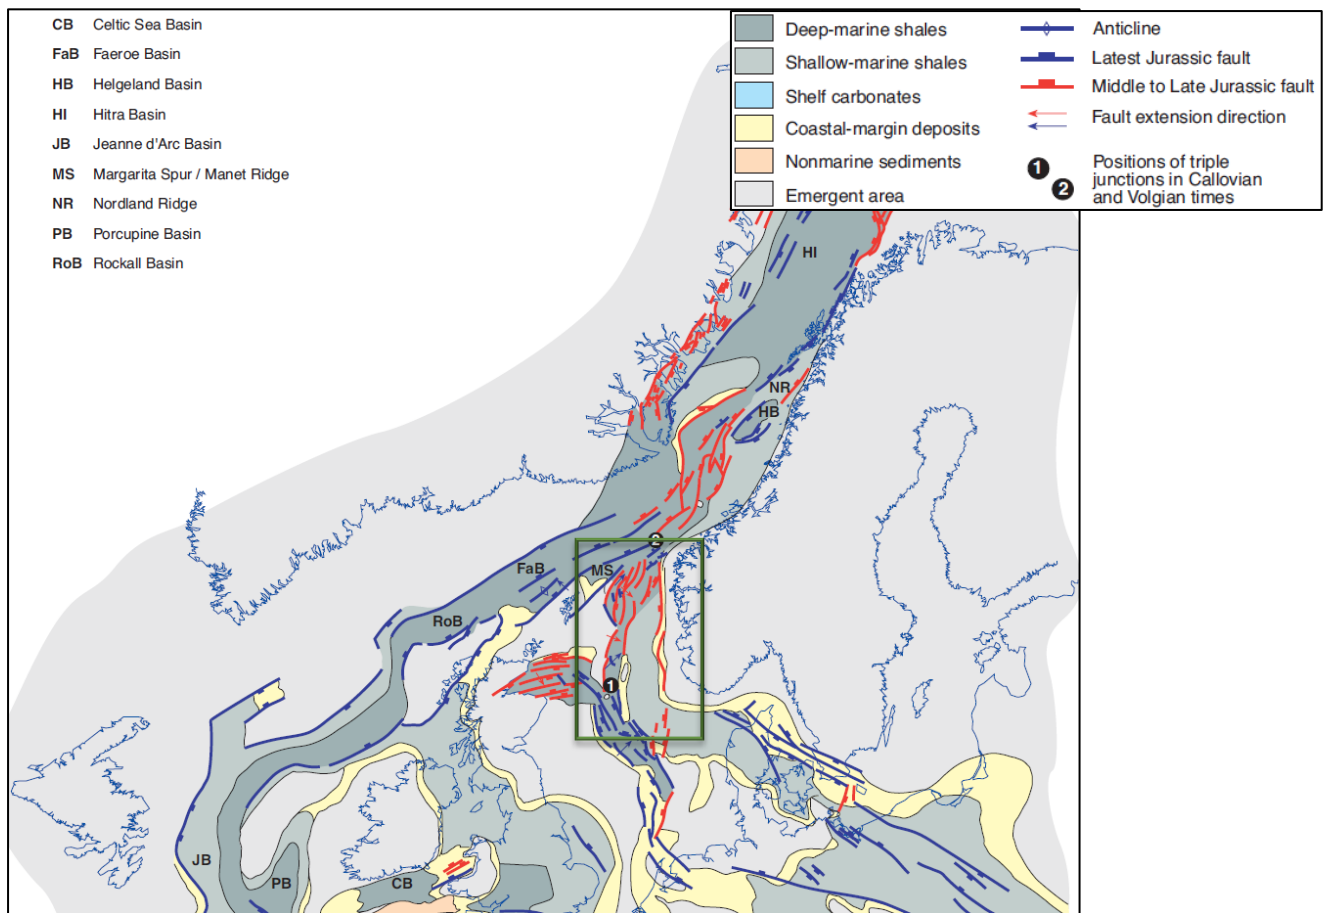 CB Celtic Sea Basin
FaB Faeroe Basin
HB Helgeland Basin
HI Hitra Basin
JB Jeanne d'Arc Basin
MS Margarita Spur / Manet Ridge
NR Nordland Ridge
PB Porcupine Basin
RoB Rockall Basin
Deep-marine shales
Shallow-marine shales
Shelf carbonates
Coastal-margin deposits
Nonmarine sediments
Emergent area
Anticline
Latest Jurassic fault
Middle to Late Jurassic fault
Fault extension direction
1
2
Positions of triple
junctions in Callovian
and Volgian times
HI
NR
HB
2
FaB
MS
RoB
1
JB
PB
CB